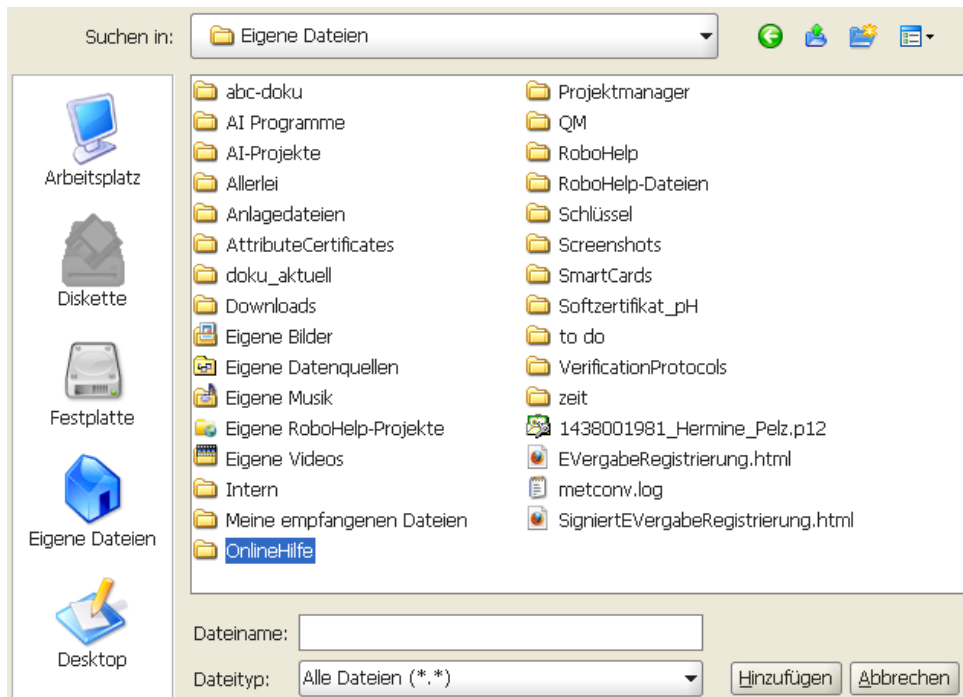 Suchen in:
Eigene Dateien
Arbeitsplatz
Diskette
Festplatte
Eigene Dateien
Desktop
abc-doku
AI Programme
AI-Projekte
Allerlei
Anlagedateien
AttributeCertificates
doku_aktuell
Downloads
Eigene Bilder
Eigene Datenquellen
Eigene Musik
Eigene RoboHelp-Projekte
Eigene Videos
Intern
Meine empfangenen Dateien
OnlineHilfe
Projektmanager
QM
RoboHelp
RoboHelp-Dateien
Schlüssel
Screenshots
SmartCards
Softzertifikat_pH
to do
VerificationProtocols
zeit
1438001981_Hermine_Pelz.p12
EVergabeRegistrierung.html
metconv.log
SigniertEVergabeRegistrierung.html
Dateiname:
Dateityp:
Alle Dateien (*.*)
Hinzufügen
Abbrechen